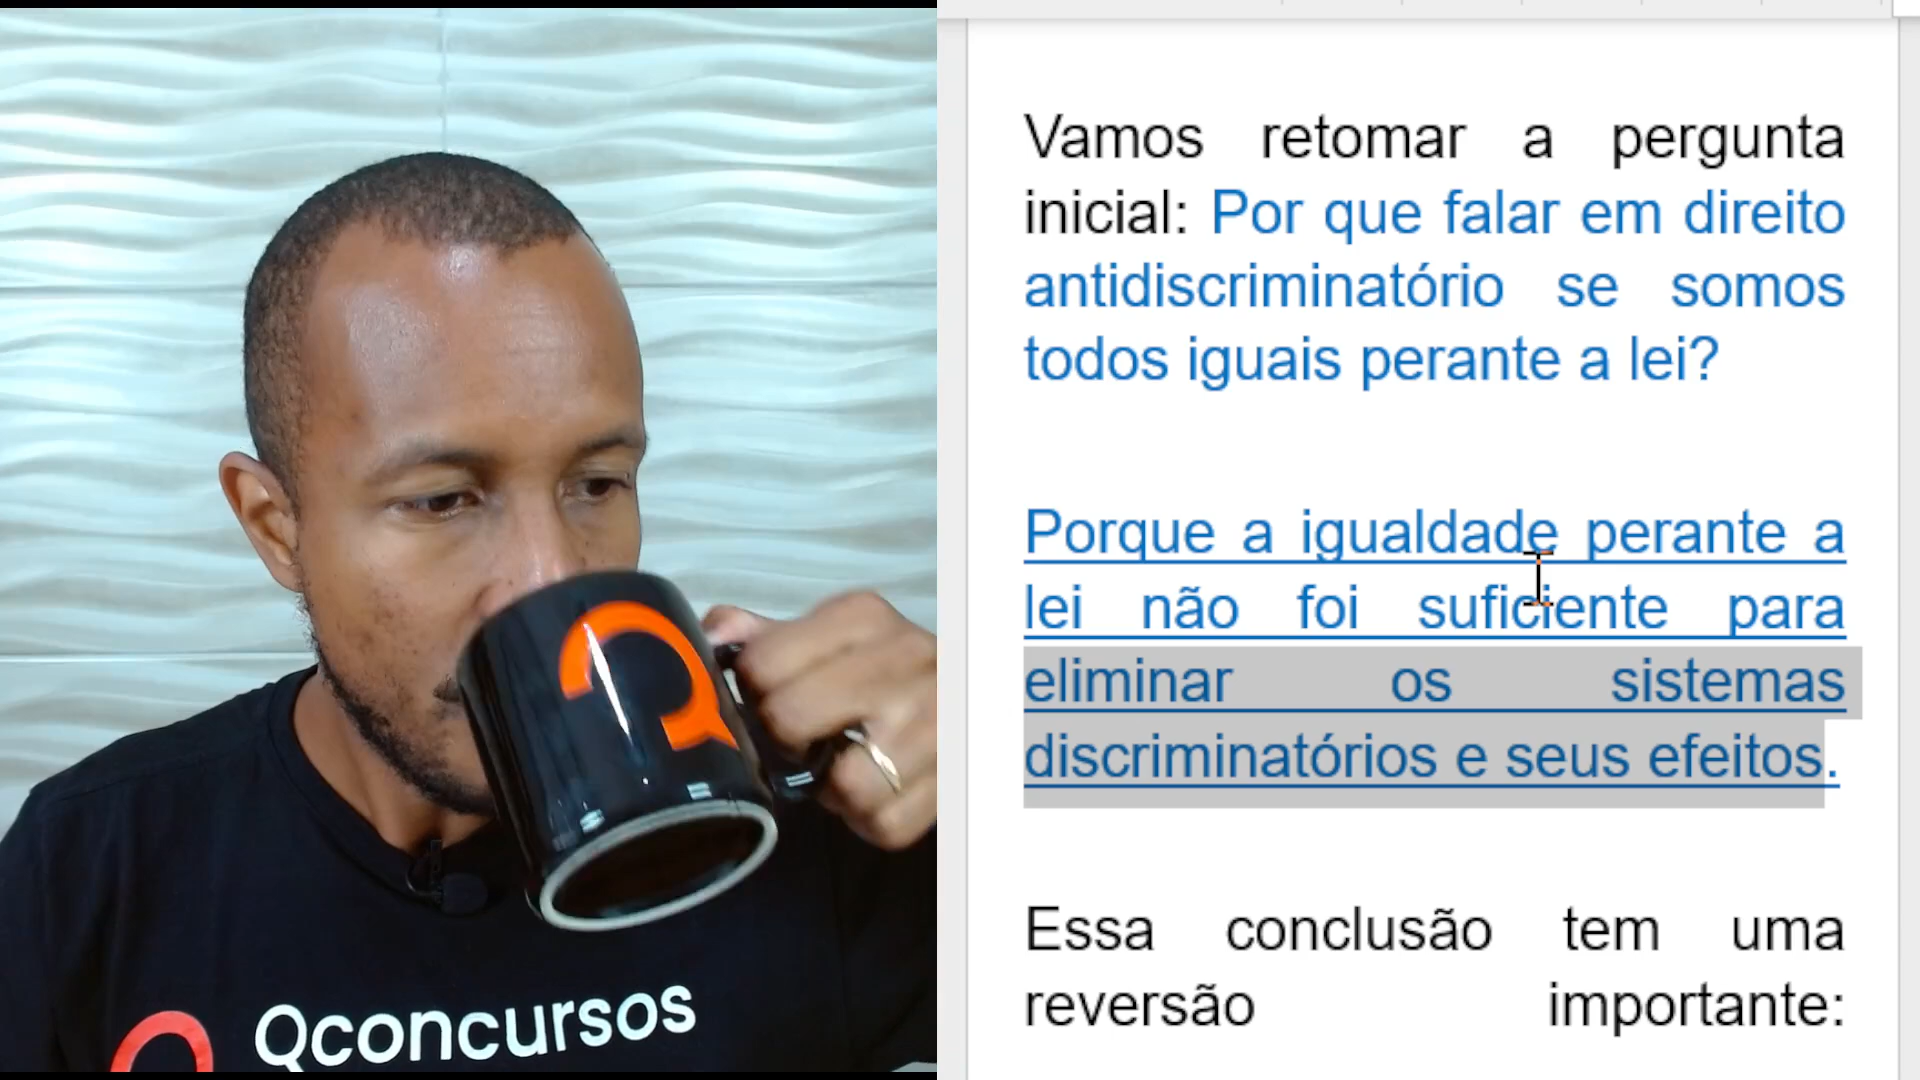 Vamos retomar a pergunta
inicial: Por que falar em direito
antidiscriminatório se somos
todos iguais perante a lei?
Porque a igualdade perante a
lei não foi suficiente para
eliminar os sistemas
discriminatórios e seus efeitos.
Essa conclusão tem uma
reversão importante:
Qconcursos